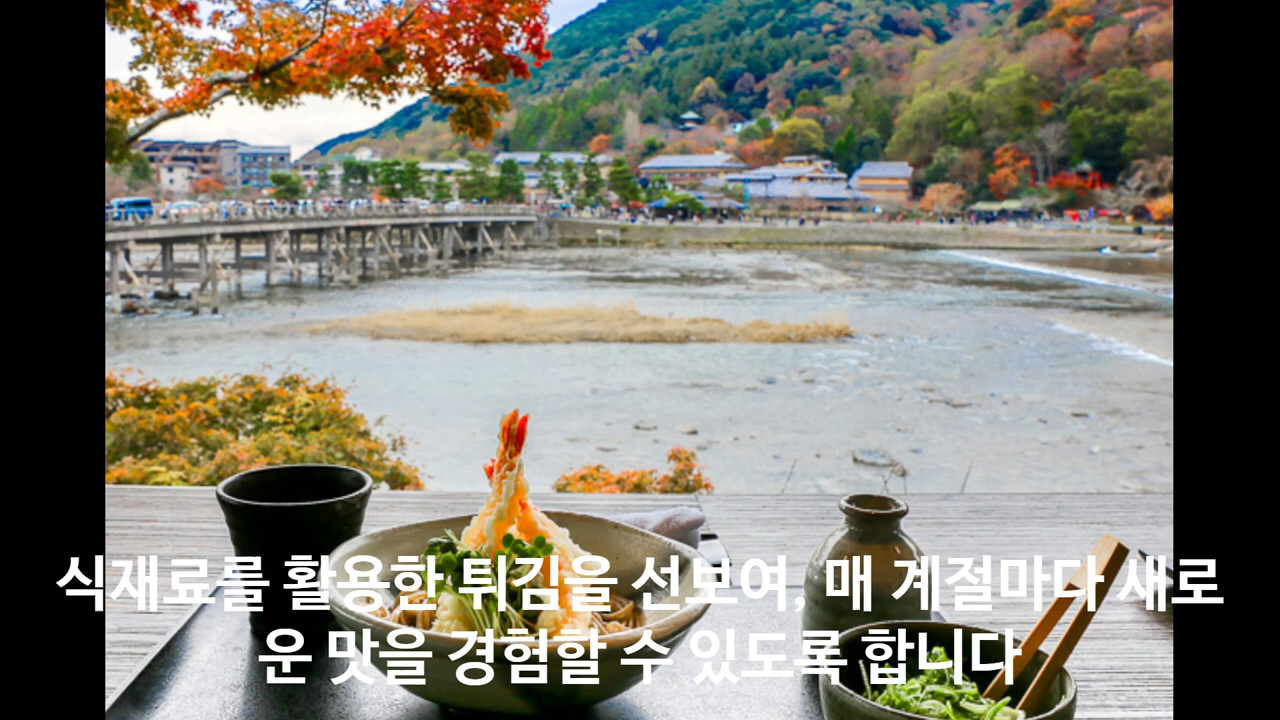 식재료를 활용한 튀김을 선보여, 매 계절마다 새로
운 맛을 경험할 수 있도록 합니다